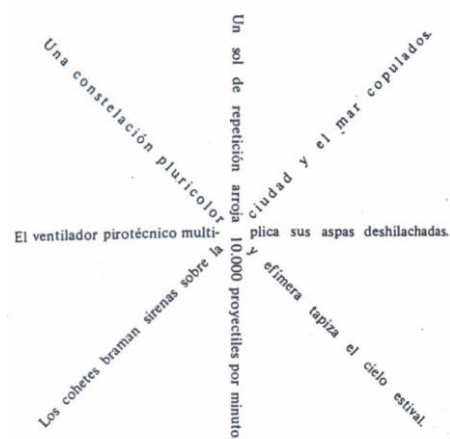 Un sol de repetición arroja 10.000 proyectiles por minuto
Una constelación pluricolor y efímera tapiza el cielo estival.
El ventilador pirotécnico multi- plica sus aspas deshilachadas.
Los cohetes braman sirenas sobre la ciudad y el mar copulados.